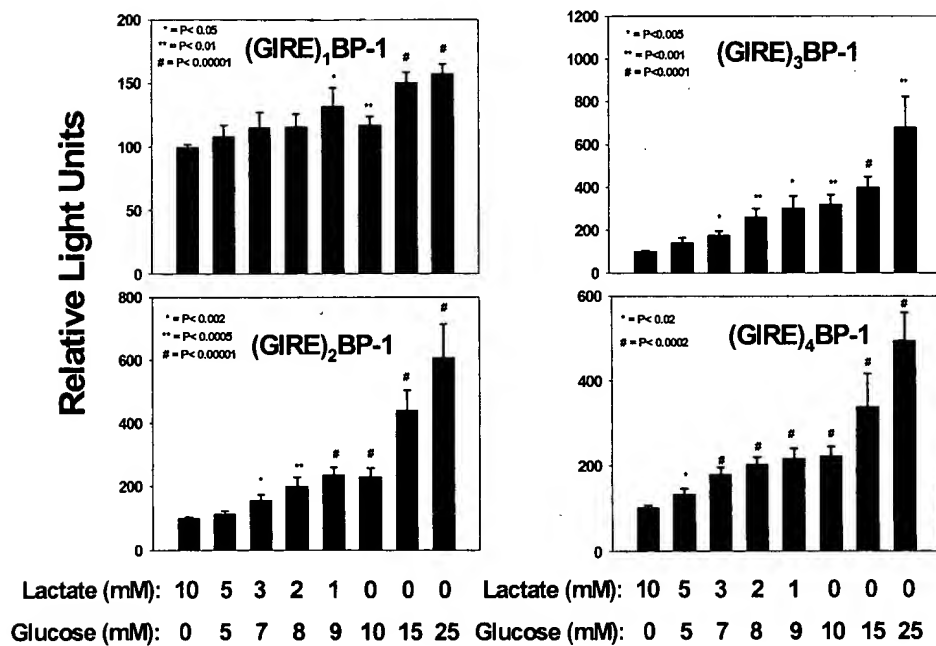 Relative Light Units
* = P< 0.05
** = P< 0.01
# = P< 0.00001
(GIRE)1BP-1
200
150
100
50
0
*
**
#
#
* = P<0.005
** = P<0.001
# = P<0.0001
(GIRE)3BP-1
1200
1000
800
600
400
200
0
*
**
*
**
#
**
* = P< 0.002
** = P< 0.0005
# = P< 0.00001
(GIRE)2BP-1
800
600
400
200
0
*
**
#
#
#
#
* = P< 0.02
# = P< 0.0002
(GIRE)4BP-1
600
400
200
0
*
#
#
#
#
#
#
Lactate (mM): 10 5 3 2 1 0 0 0
Glucose (mM): 0 5 7 8 9 10 15 25
Lactate (mM): 10 5 3 2 1 0 0 0
Glucose (mM): 0 5 7 8 9 10 15 25